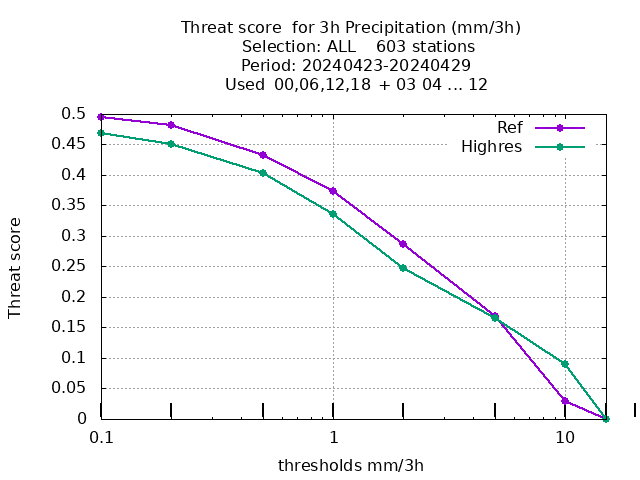 Threat score  for 3h Precipitation (mm/3h)
Selection: ALL    603 stations
Period: 20240423-20240429
Used  00,06,12,18  + 03 04 ... 12
Ref
Highres
0.5
0.45
0.4
0.35
0.3
0.25
0.2
0.15
0.1
0.05
0
Threat score
0.1 1 10
thresholds mm/3h